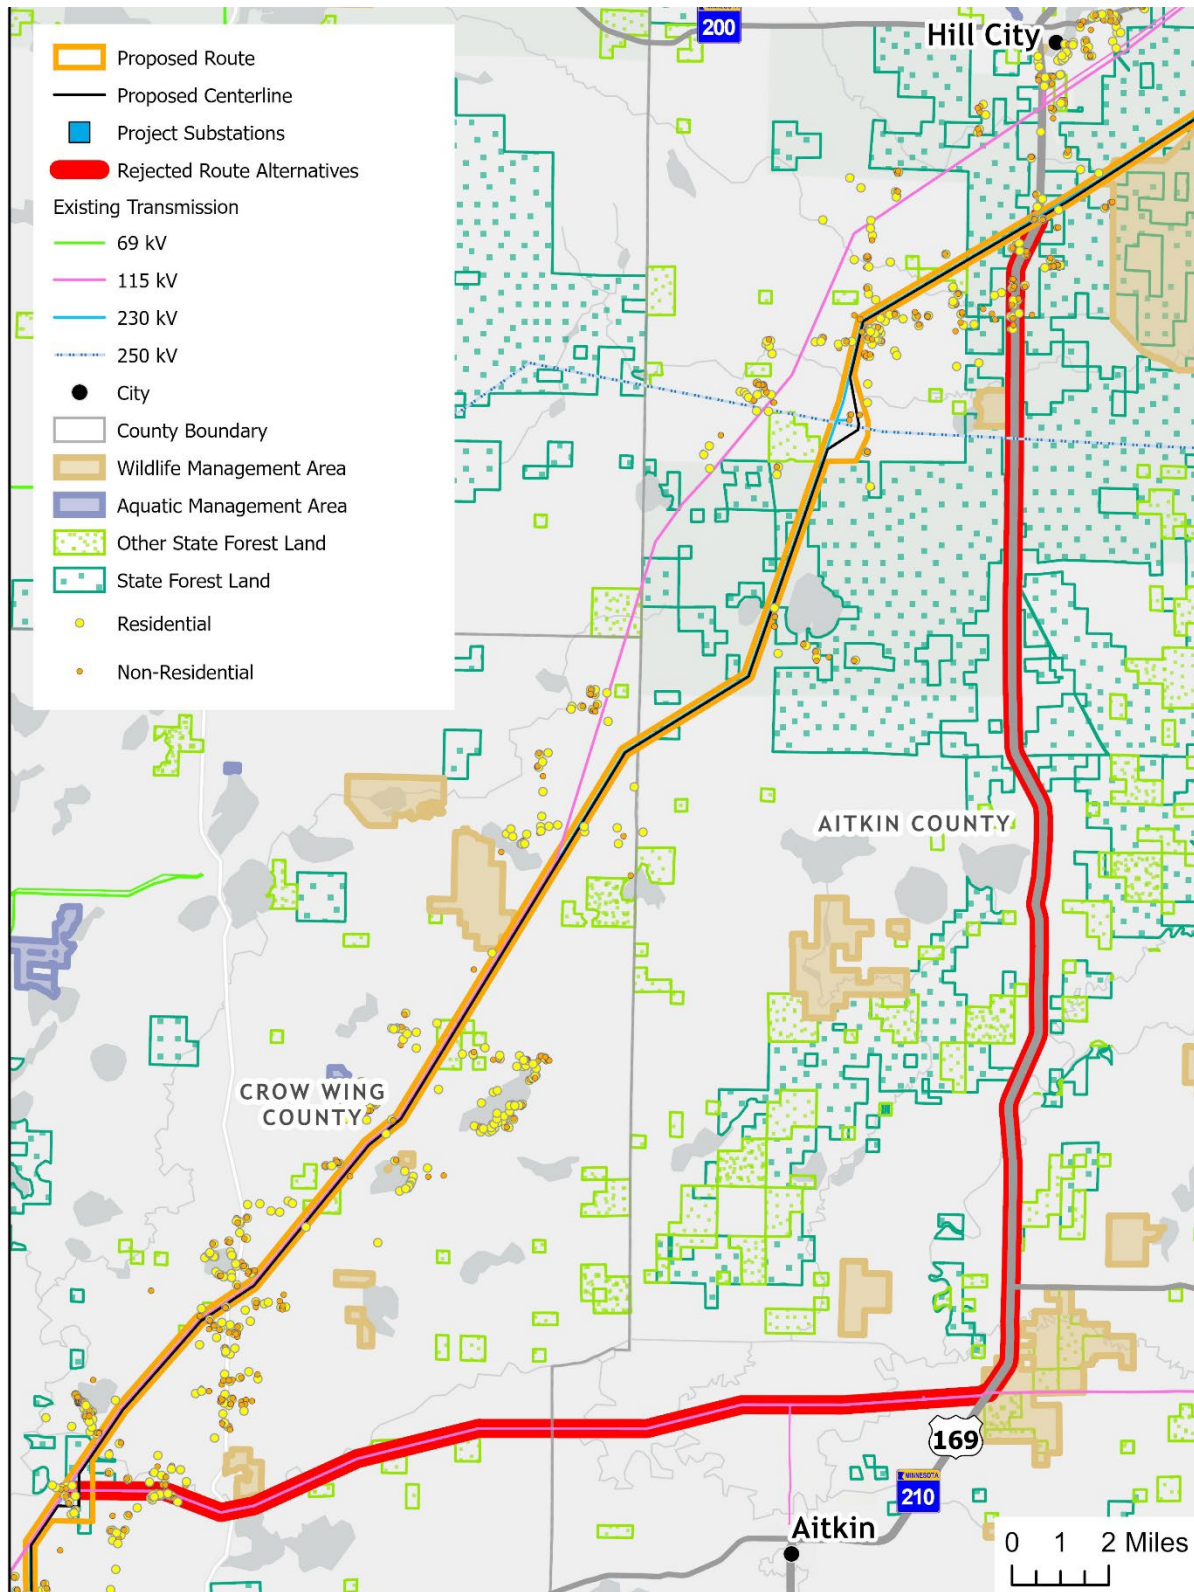 Proposed Route
Proposed Centerline
Project Substations
Rejected Route Alternatives
Existing Transmission
69 kV
115 kV
230 kV
250 kV
City
County Boundary
Wildlife Management Area
Aquatic Management Area
Other State Forest Land
State Forest Land
Residential
Non-Residential
MINNESOTA
200
Hill City
AITKIN COUNTY
CROW WING
COUNTY
169
MINNESOTA
210
Aitkin
0 1 2 Miles